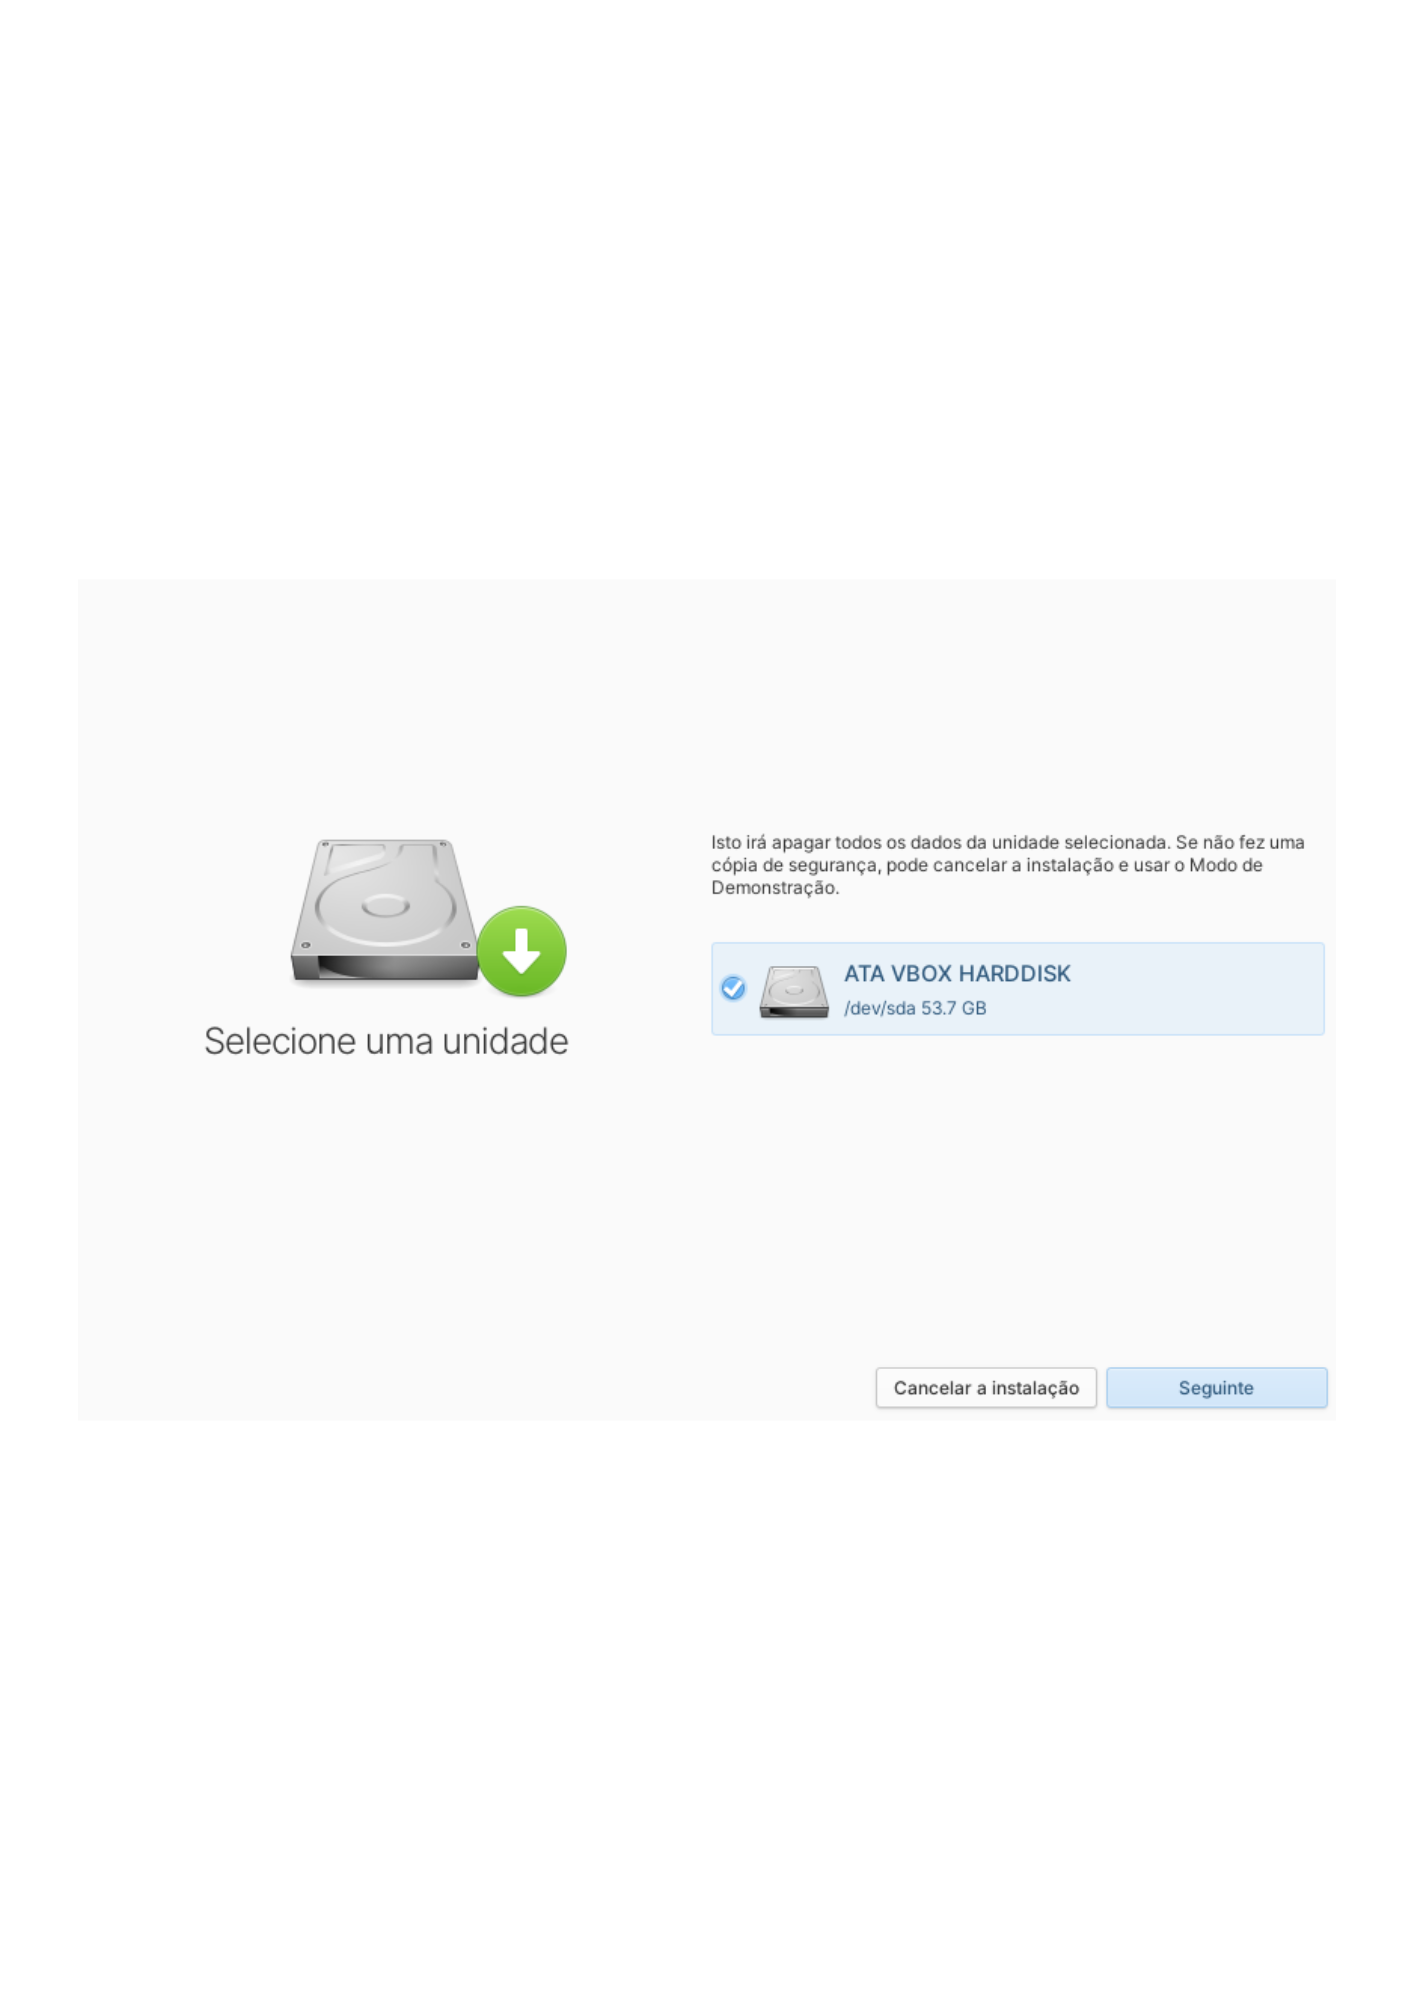 Selecione uma unidade
Isto irá apagar todos os dados da unidade selecionada. Se não fez uma
cópia de segurança, pode cancelar a instalação e usar o Modo de
Demonstração.
ATA VBOX HARDDISK
/dev/sda 53.7 GB
Cancelar a instalação
Seguinte